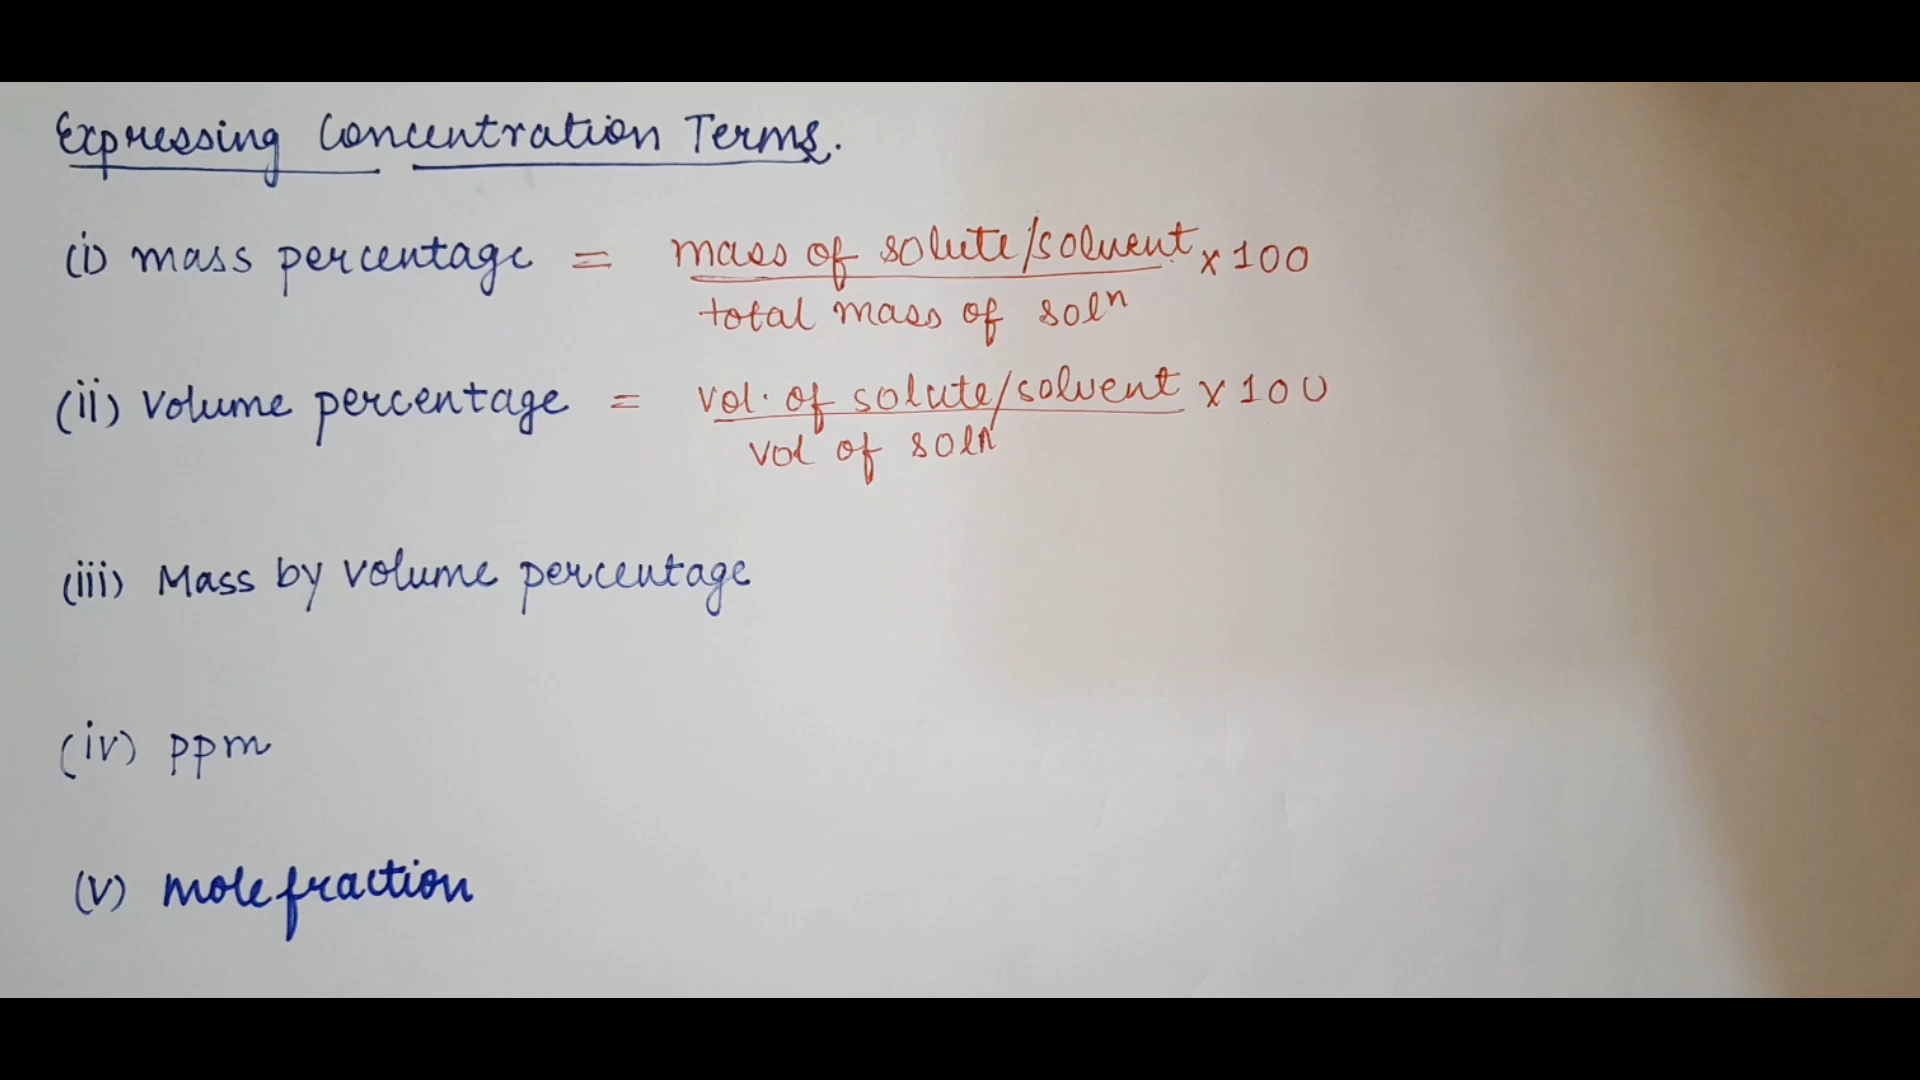 Expressing Concentration Terms.
(i) mass percentage = mass of solute/solvent x 100
total mass of solⁿ
(ii) volume percentage = vol. of solute/solvent x 100
vol of solⁿ
(iii) Mass by volume percentage
(iv) ppm
(v) mole fraction